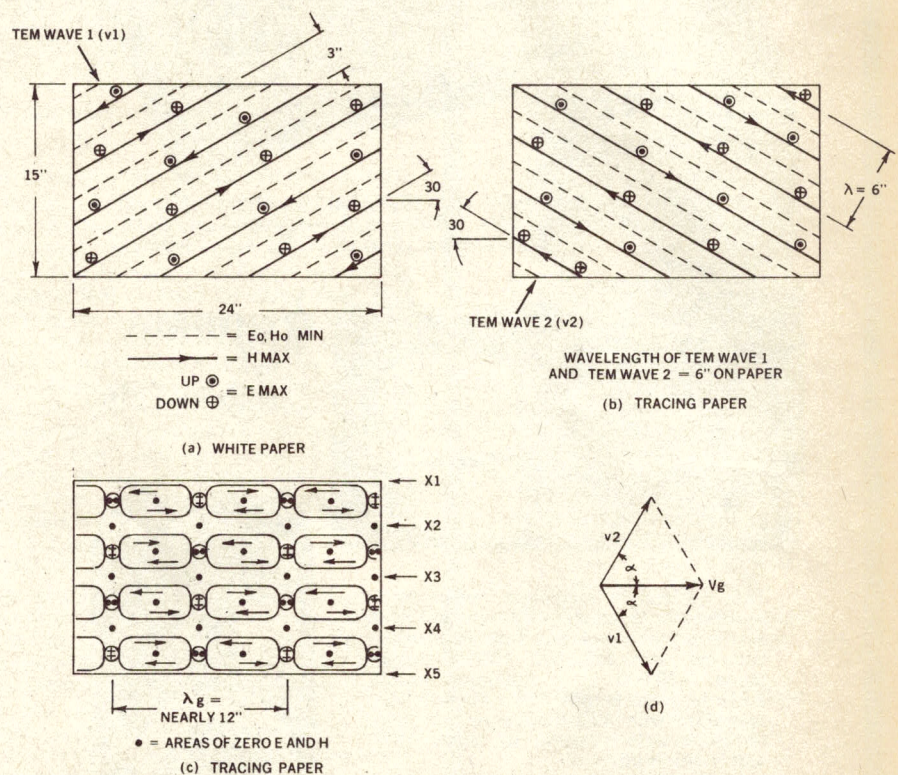 TEM WAVE 1 (v1)
3"
15"
30
24"
= Eo, Ho MIN
= H MAX
UP
DOWN
= E MAX
(a) WHITE PAPER
30
λ = 6"
TEM WAVE 2 (v2)
WAVELENGTH OF TEM WAVE 1
AND TEM WAVE 2 = 6" ON PAPER
(b) TRACING PAPER
X1
X2
X3
X4
X5
λg =
NEARLY 12"
• = AREAS OF ZERO E AND H
(c) TRACING PAPER
v2
α
Vg
α
v1
(d)